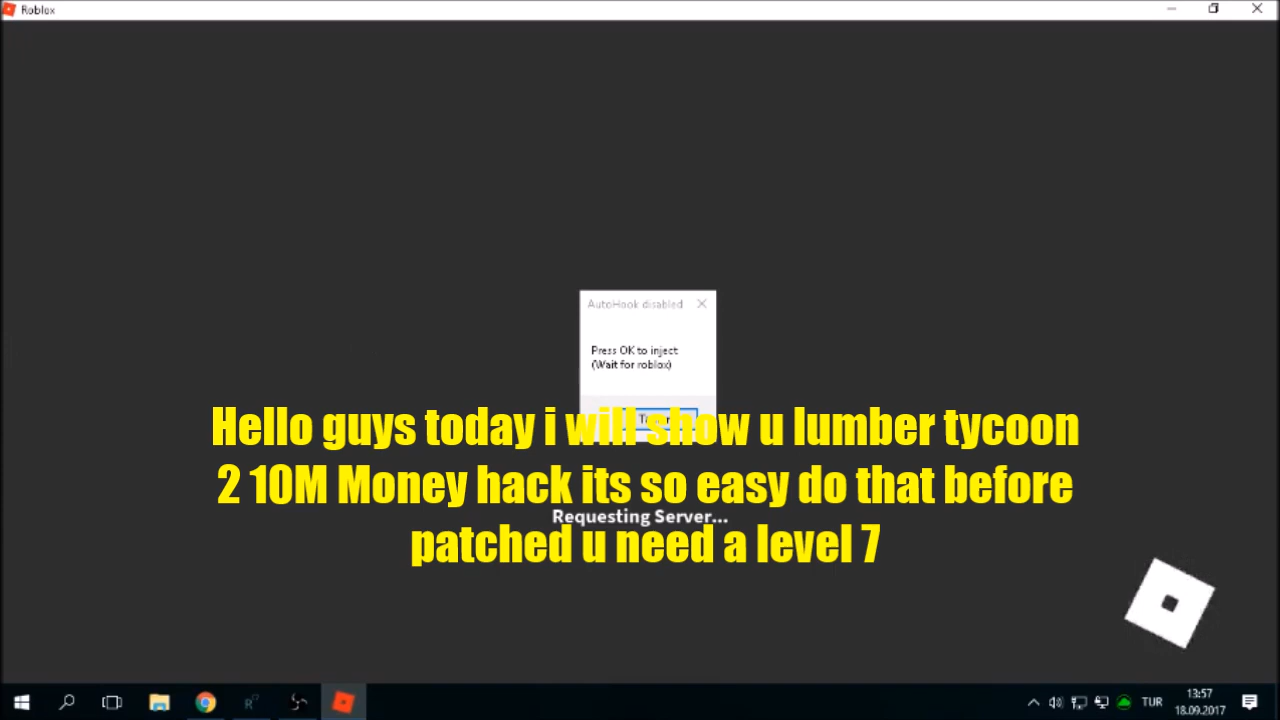 Roblox
AutoHook disabled
Press OK to inject
(Wait for roblox)
Hello guys today i will show u lumber tycoon
2 10M Money hack its so easy do that before
Requesting Server...
patched u need a level 7
TUR
13:57
18.09.2017